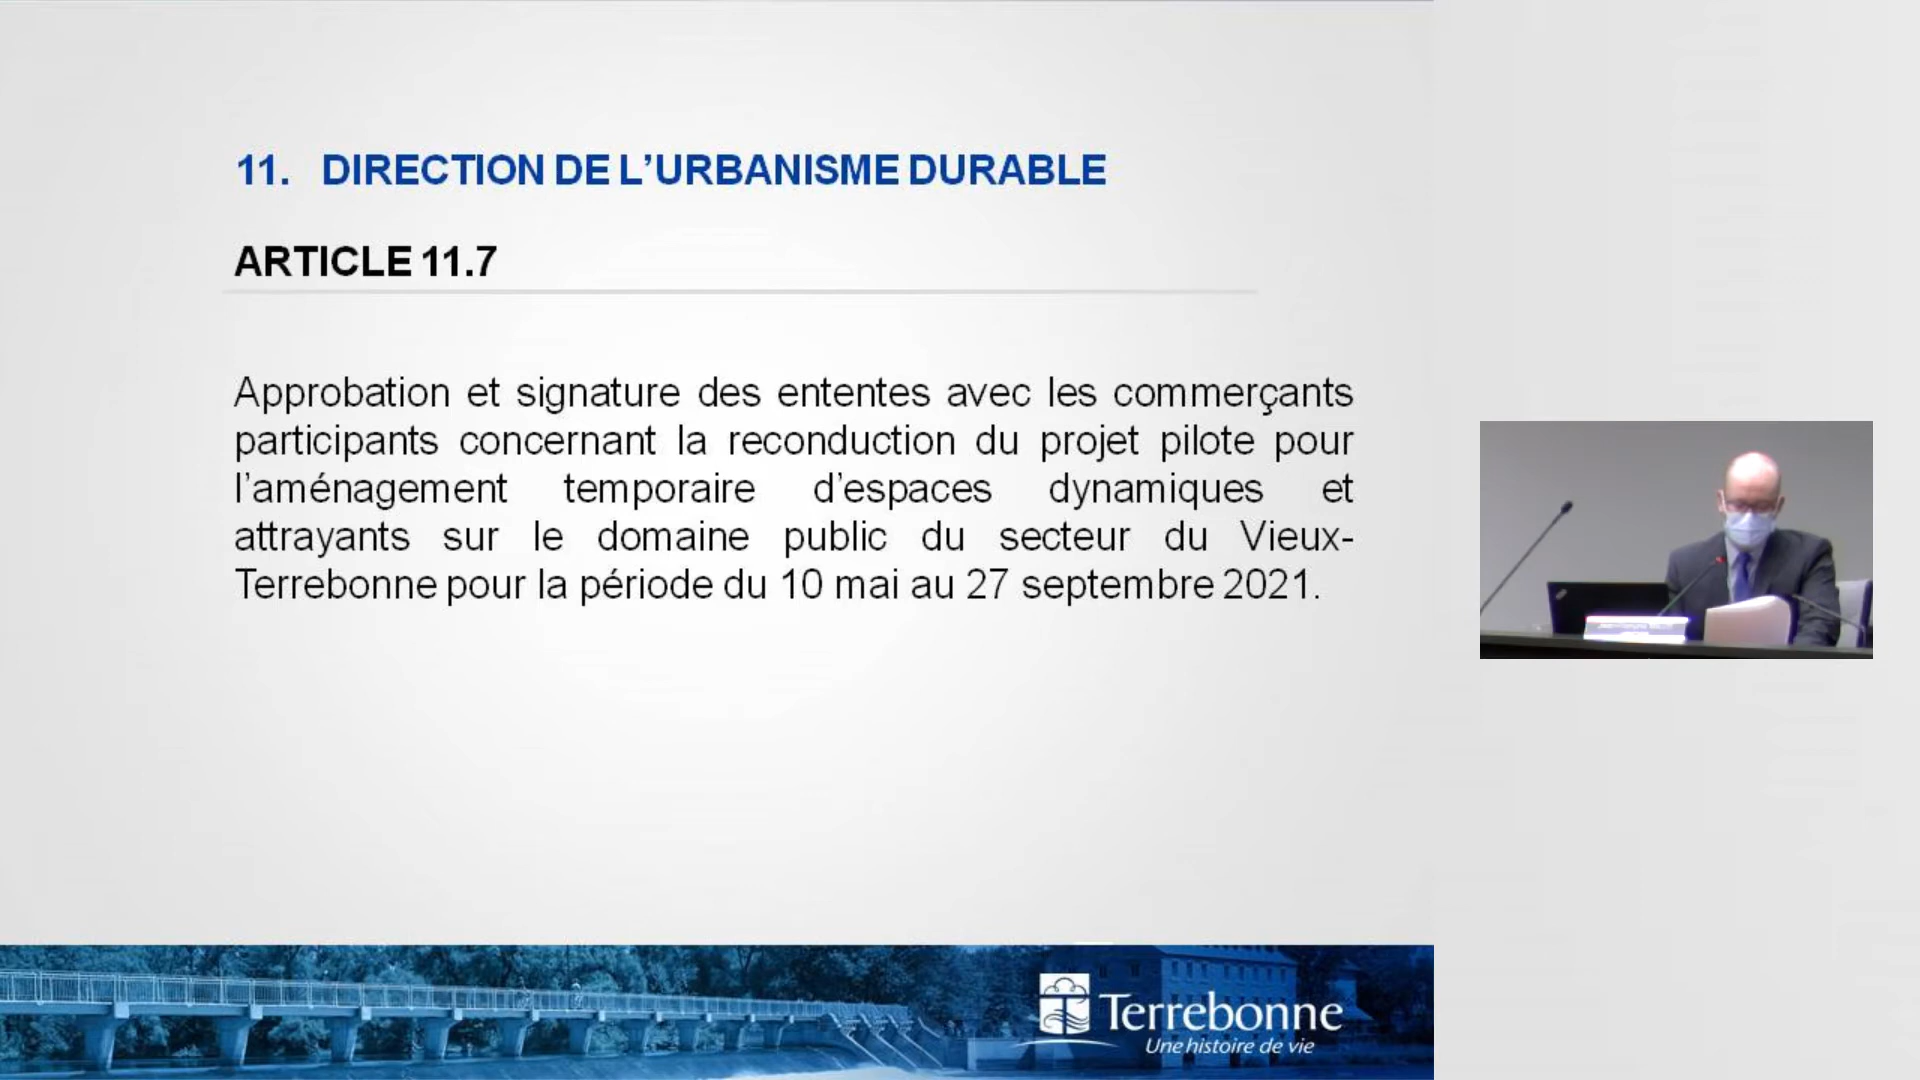 11. DIRECTION DE L’URBANISME DURABLE
ARTICLE 11.7
Approbation et signature des ententes avec les commerçants
participants concernant la reconduction du projet pilote pour
l’aménagement temporaire d’espaces dynamiques et
attrayants sur le domaine public du secteur du Vieux-
Terrebonne pour la période du 10 mai au 27 septembre 2021.
Terrebonne
Une histoire de vie